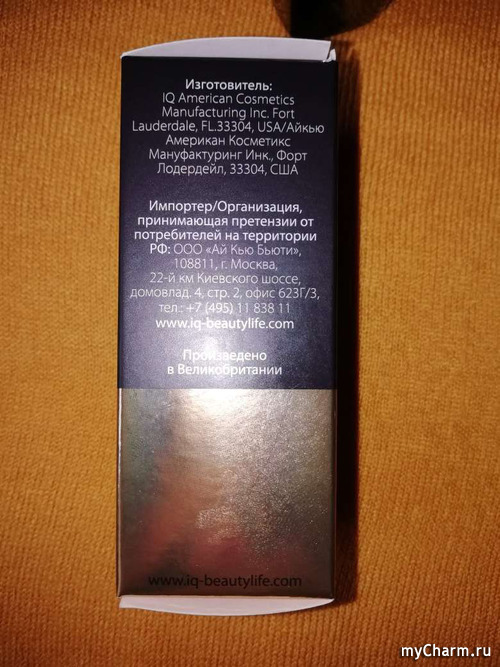 Изготовитель:
IQ American Cosmetics
Manufacturing Inc. Fort
Lauderdale, FL.33304, USA/Айкью
Американ Косметикс
Мануфактуринг Инк., Форт
Лодердейл, 33304, США
Импортер/Организация,
принимающая претензии от
потребителей на территории
РФ: ООО «Ай Кью Бьюти»,
108811, г. Москва,
22-й км Киевского шоссе,
домовлад. 4, стр. 2, офис 623Г/3,
тел.: +7 (495) 11 838 11
www.iq-beautylife.com
Произведено
в Великобритании
www.iq-beautylife.com
myCharm.ru